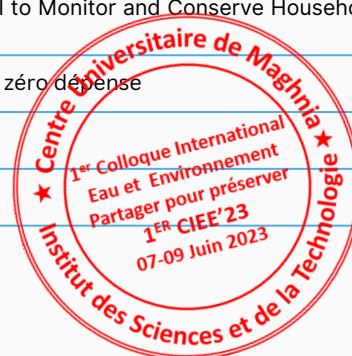 l to Monitor and Conserve Househo
zéro dépense
★ Centre Universitaire de Maghnia ★
1er Colloque International
Eau et Environnement
Partager pour préserver
1ER CIEE'23
07-09 Juin 2023
Institut des Sciences et de la Technologie